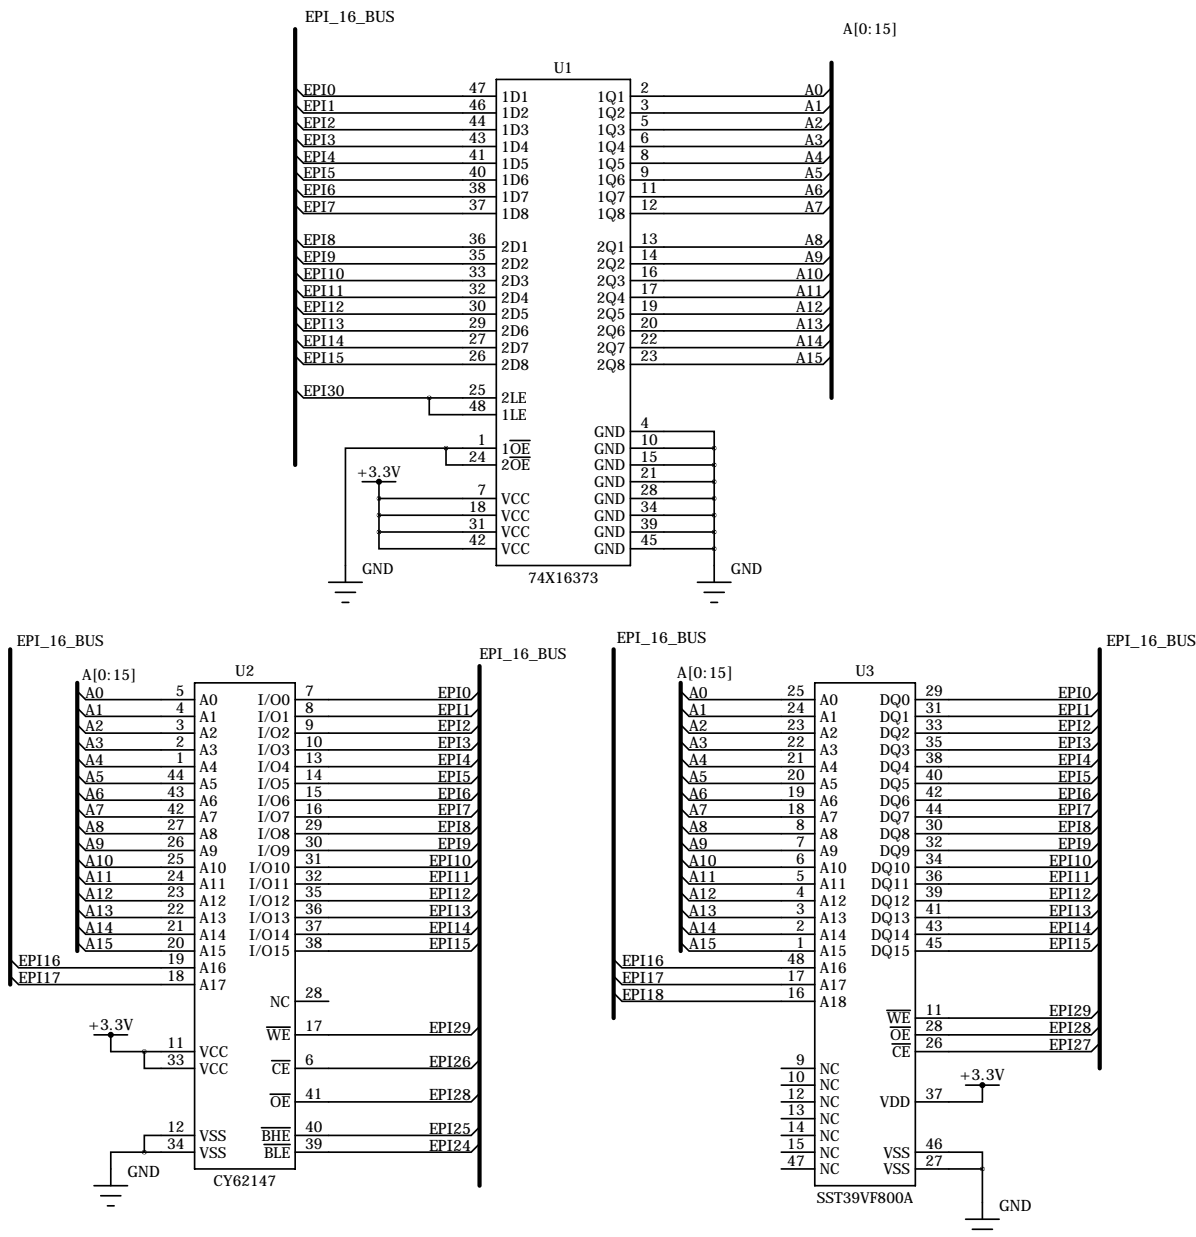 EPI_16_BUS
A[0:15]
U1
EPI0 47 1D1 1Q1 2 A0
EPI1 46 1D2 1Q2 3 A1
EPI2 44 1D3 1Q3 5 A2
EPI3 43 1D4 1Q4 6 A3
EPI4 41 1D5 1Q5 8 A4
EPI5 40 1D6 1Q6 9 A5
EPI6 38 1D7 1Q7 11 A6
EPI7 37 1D8 1Q8 12 A7
EPI8 36 2D1 2Q1 13 A8
EPI9 35 2D2 2Q2 14 A9
EPI10 33 2D3 2Q3 16 A10
EPI11 32 2D4 2Q4 17 A11
EPI12 30 2D5 2Q5 19 A12
EPI13 29 2D6 2Q6 20 A13
EPI14 27 2D7 2Q7 22 A14
EPI15 26 2D8 2Q8 23 A15
EPI30 25 2LE
48 1LE
GND 4
1 1OE GND 10
24 2OE GND 15
+3.3V GND 21
7 VCC GND 28
18 VCC GND 34
31 VCC GND 39
42 VCC GND 45
GND GND
74X16373
EPI_16_BUS
EPI_16_BUS
A[0:15]
U2
A0 5 A0 I/O0 7 EPI0
A1 4 A1 I/O1 8 EPI1
A2 3 A2 I/O2 9 EPI2
A3 2 A3 I/O3 10 EPI3
A4 1 A4 I/O4 13 EPI4
A5 44 A5 I/O5 14 EPI5
A6 43 A6 I/O6 15 EPI6
A7 42 A7 I/O7 16 EPI7
A8 27 A8 I/O8 29 EPI8
A9 26 A9 I/O9 30 EPI9
A10 25 A10 I/O10 31 EPI10
A11 24 A11 I/O11 32 EPI11
A12 23 A12 I/O12 35 EPI12
A13 22 A13 I/O13 36 EPI13
A14 21 A14 I/O14 37 EPI14
A15 20 A15 I/O15 38 EPI15
EPI16 19 A16
EPI17 18 A17
NC 28
+3.3V WE 17 EPI29
11 VCC
33 VCC CE 6 EPI26
OE 41 EPI28
12 VSS BHE 40 EPI25
34 VSS BLE 39 EPI24
GND
CY62147
EPI_16_BUS
EPI_16_BUS
A[0:15]
U3
A0 25 A0 DQ0 29 EPI0
A1 24 A1 DQ1 31 EPI1
A2 23 A2 DQ2 33 EPI2
A3 22 A3 DQ3 35 EPI3
A4 21 A4 DQ4 38 EPI4
A5 20 A5 DQ5 40 EPI5
A6 19 A6 DQ6 42 EPI6
A7 18 A7 DQ7 44 EPI7
A8 8 A8 DQ8 30 EPI8
A9 7 A9 DQ9 32 EPI9
A10 6 A10 DQ10 34 EPI10
A11 5 A11 DQ11 36 EPI11
A12 4 A12 DQ12 39 EPI12
A13 3 A13 DQ13 41 EPI13
A14 2 A14 DQ14 43 EPI14
A15 1 A15 DQ15 45 EPI15
EPI16 48 A16
EPI17 17 A17
EPI18 16 A18
WE 11 EPI29
OE 28 EPI28
CE 26 EPI27
9 NC
10 NC +3.3V
12 NC VDD 37
13 NC
14 NC
15 NC VSS 46
47 NC VSS 27
SST39VF800A
GND